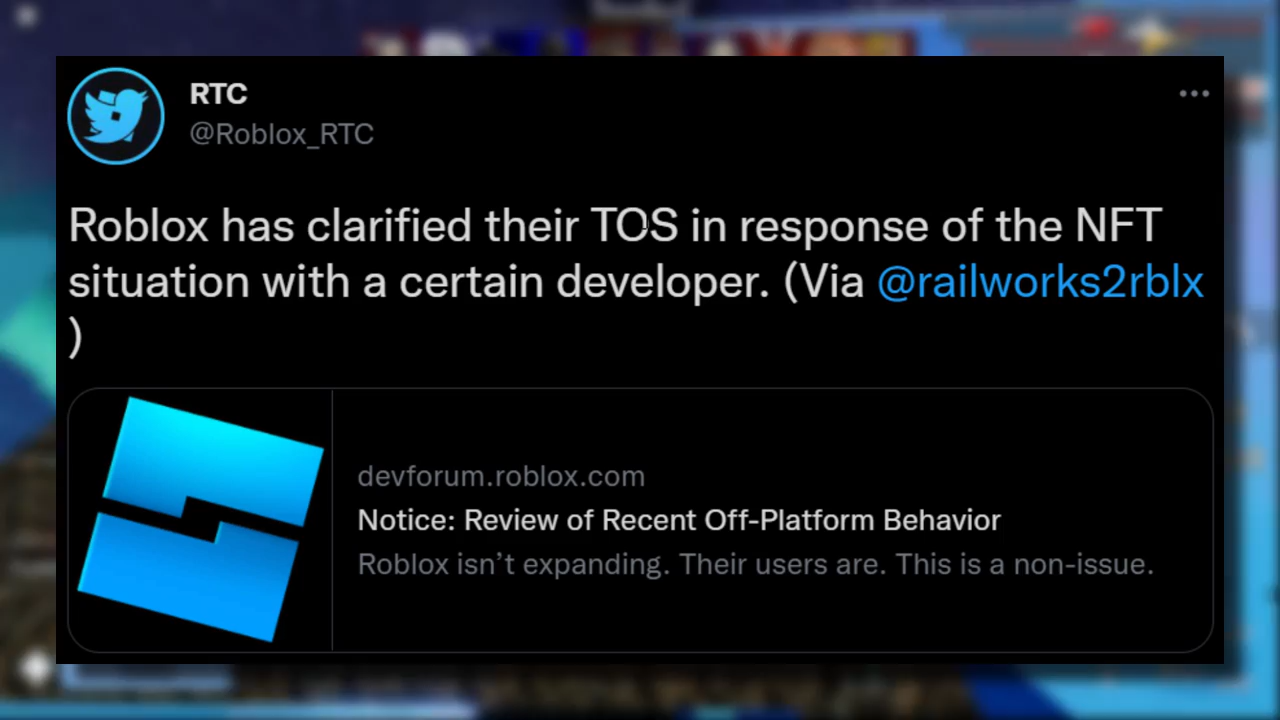 RTC
@Roblox_RTC
Roblox has clarified their TOS in response of the NFT
situation with a certain developer. (Via @railworks2rblx
)
devforum.roblox.com
Notice: Review of Recent Off-Platform Behavior
Roblox isn’t expanding. Their users are. This is a non-issue.